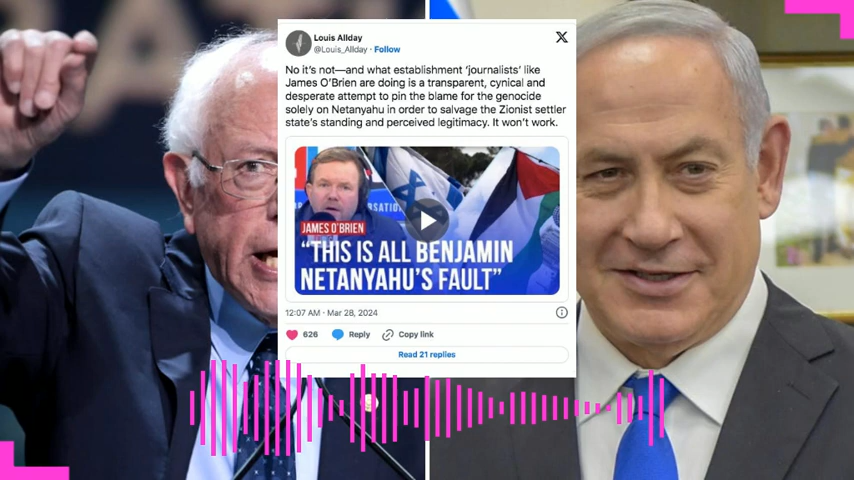 Louis Allday
@Louis_Allday · Follow
No it's not—and what establishment 'journalists' like
James O'Brien are doing is a transparent, cynical and
desperate attempt to pin the blame for the genocide
solely on Netanyahu in order to salvage the Zionist settler
state's standing and perceived legitimacy. It won't work.
JAMES O'BRIEN
"THIS IS ALL BENJAMIN
NETANYAHU'S FAULT"
12:07 AM · Mar 28, 2024
626 Reply Copy link
Read 21 replies